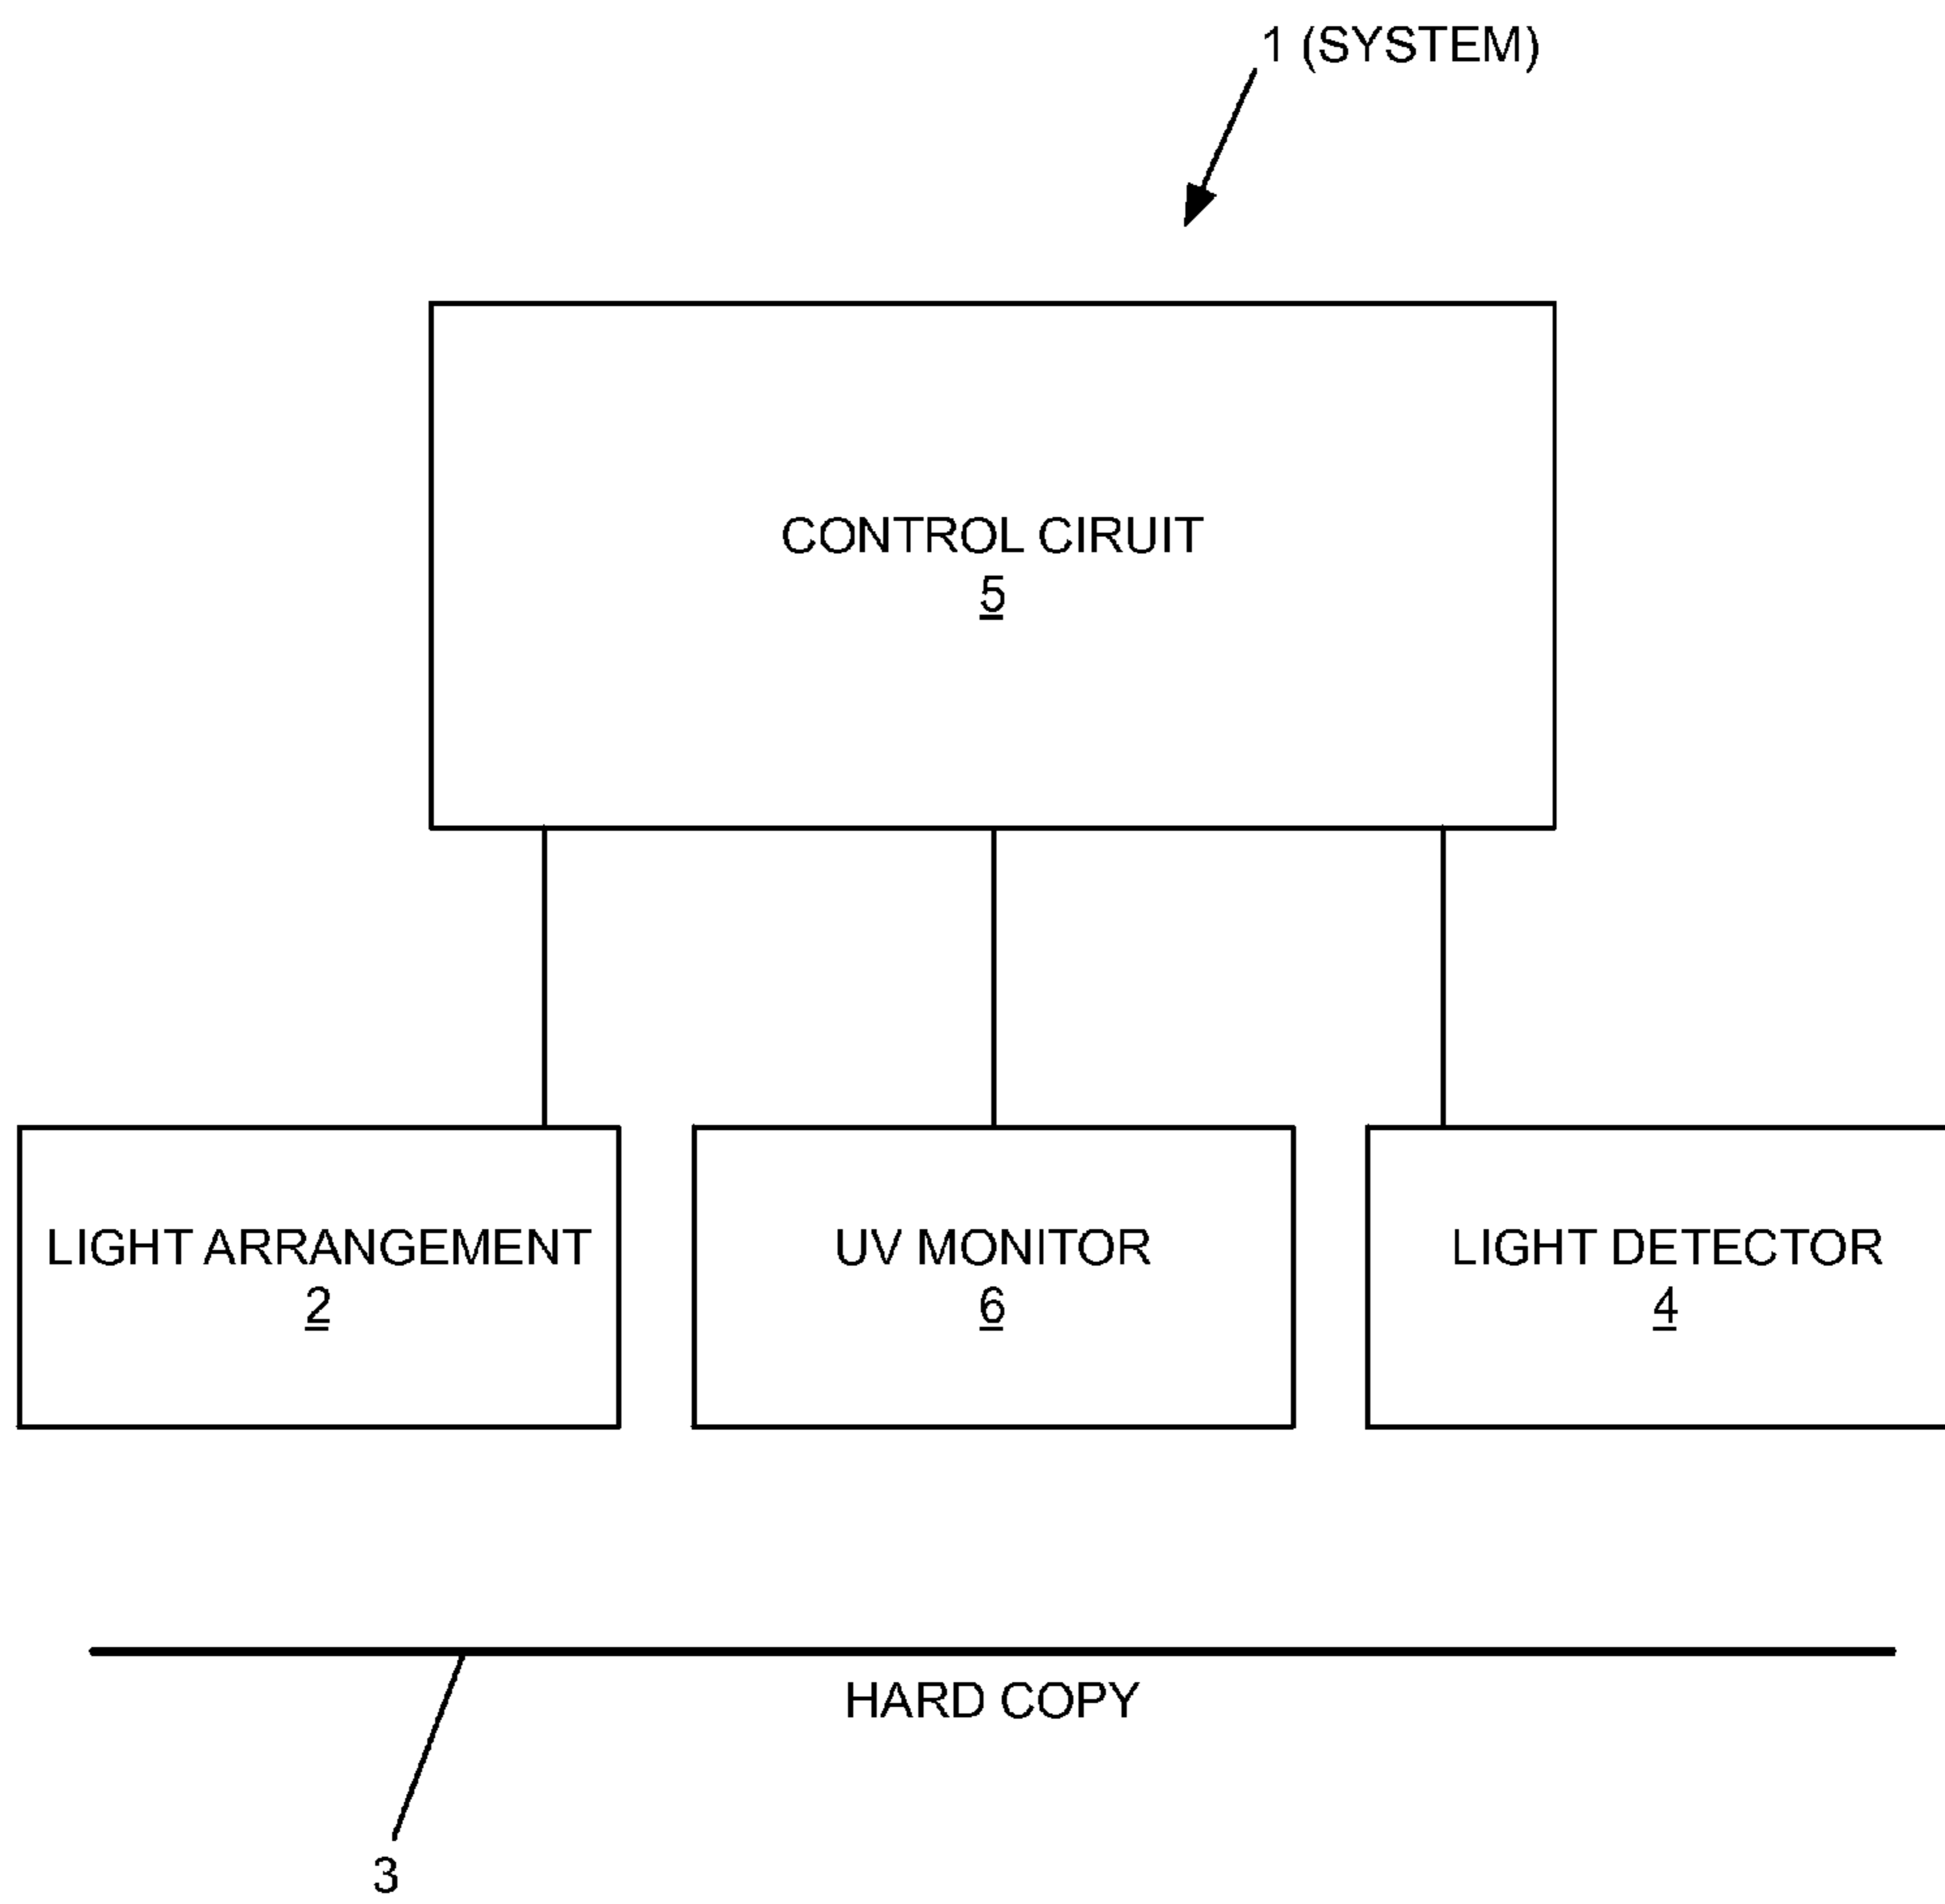 1 (SYSTEM)
CONTROL CIRUIT
5
LIGHT ARRANGEMENT
2
UV MONITOR
6
LIGHT DETECTOR
4
HARD COPY
3